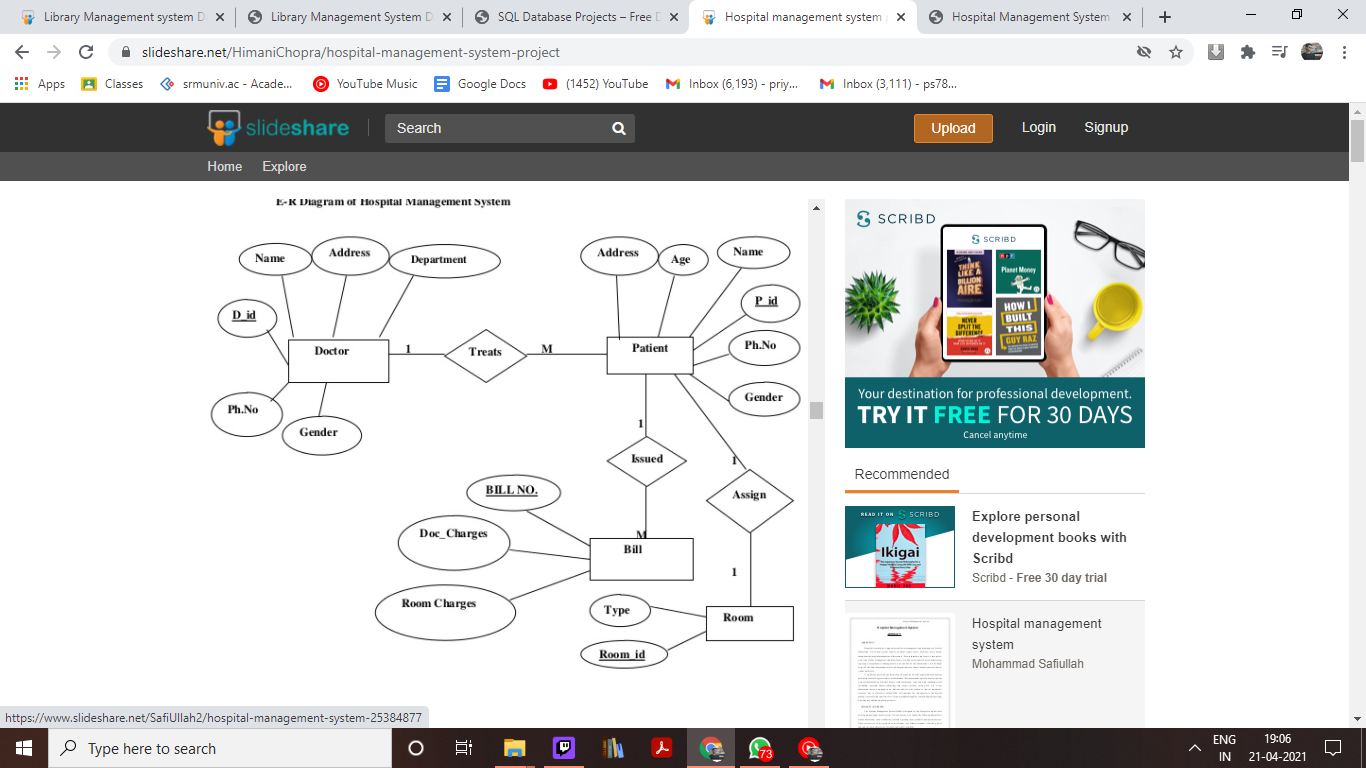 Library Management system D
Library Management System D
SQL Database Projects – Free D
Hospital management system
Hospital Management System
slideshare.net/HimaniChopra/hospital-management-system-project
Apps
Classes
srmuniv.ac - Acade...
YouTube Music
Google Docs
(1452) YouTube
Inbox (6,193) - priy...
Inbox (3,111) - ps78...
slideshare
Search
Upload
Login
Signup
Home
Explore
E-R Diagram of Hospital Management System
Name
Address
Department
D_id
Doctor
Ph.No
Gender
1
Treats
M
Address
Age
Name
P_id
Patient
Ph.No
Gender
1
Issued
1
Assign
BILL NO.
Doc_Charges
M
Bill
Room Charges
1
Type
Room
Room_id
SCRIBD
SCRIBD
THINK LIKE A BILLION AIRE
Planet Money
NEVER SPLIT THE DIFFERENCE
HOW I BUILT THIS
GUY RAZ
Your destination for professional development.
TRY IT FREE FOR 30 DAYS
Cancel anytime
Recommended
READ IT ON SCRIBD
Ikigai
Explore personal
development books with
Scribd
Scribd - Free 30 day trial
Hospital management
system
Mohammad Safiullah
https://www.slideshare.net/Safiullah2/hospital-management-system-25384877
Type here to search
73
ENG
IN
19:06
21-04-2021